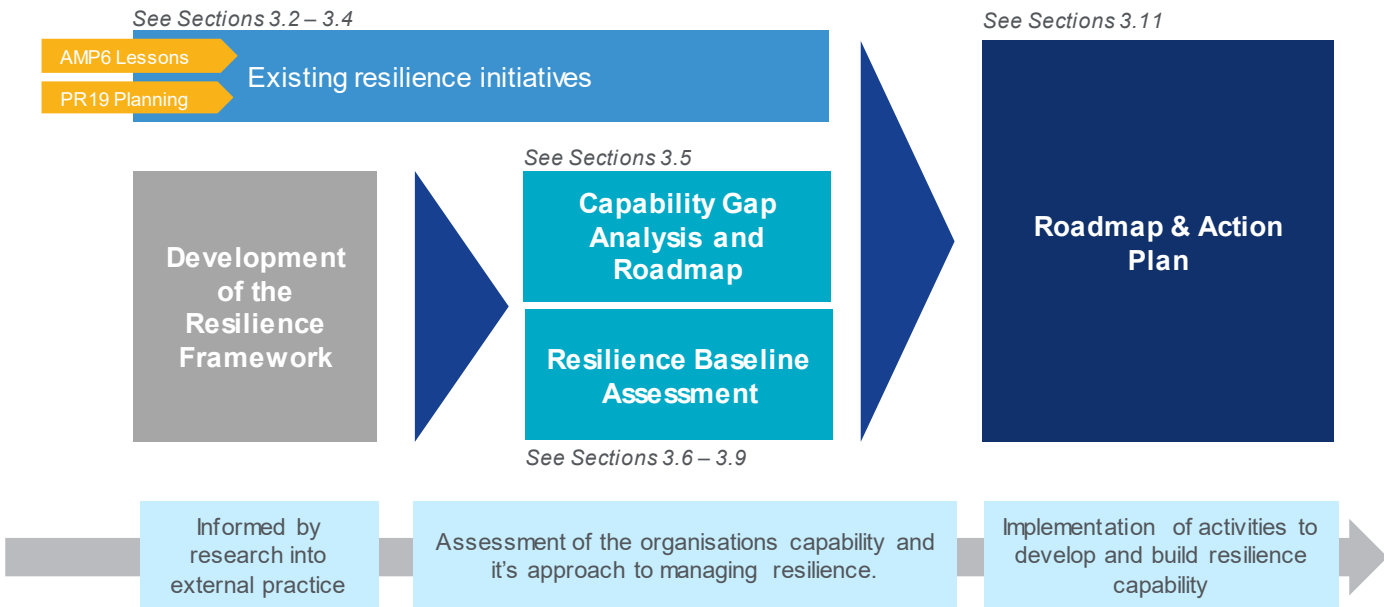 See Sections 3.2 – 3.4
See Sections 3.11
AMP6 Lessons
PR19 Planning
Existing resilience initiatives
See Sections 3.5
Development
of the
Resilience
Framework
Capability Gap
Analysis and
Roadmap
Resilience Baseline
Assessment
See Sections 3.6 – 3.9
Roadmap & Action
Plan
Informed by
research into
external practice
Assessment of the organisations capability and
it's approach to managing resilience.
Implementation of activities to
develop and build resilience
capability